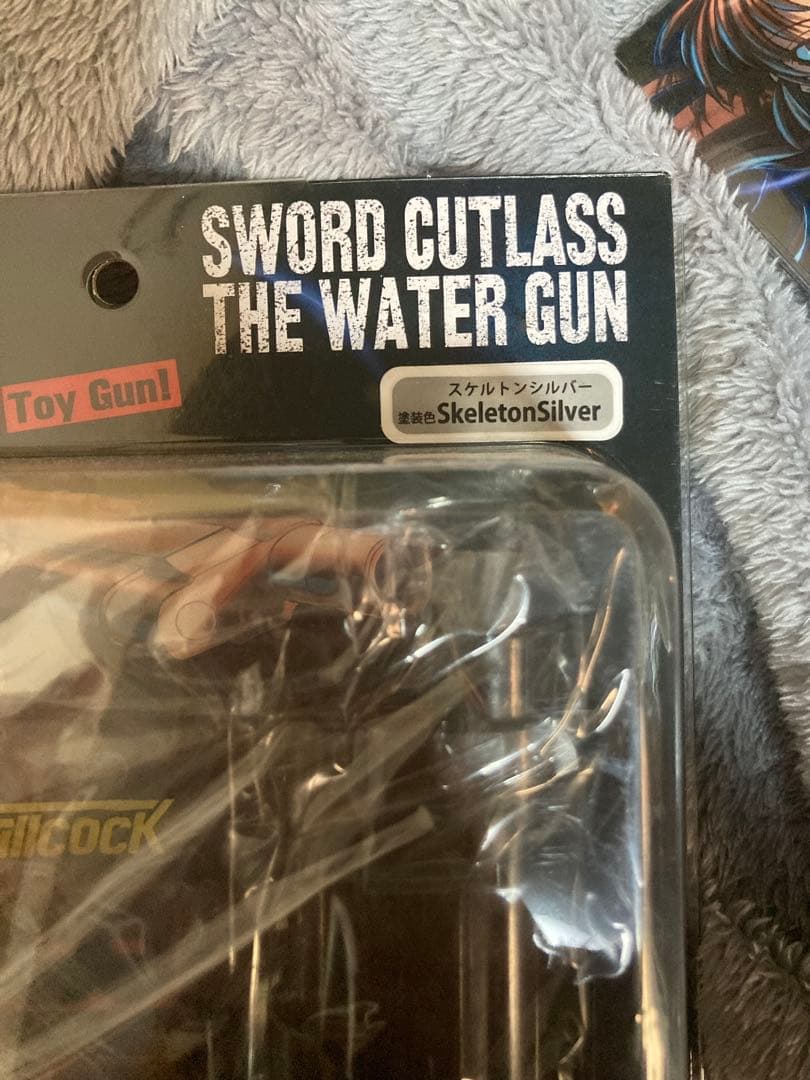 SWORD CUTLASS
THE WATER GUN
Toy Gun!
スケルトンシルバー
塗装色SkeletonSilver